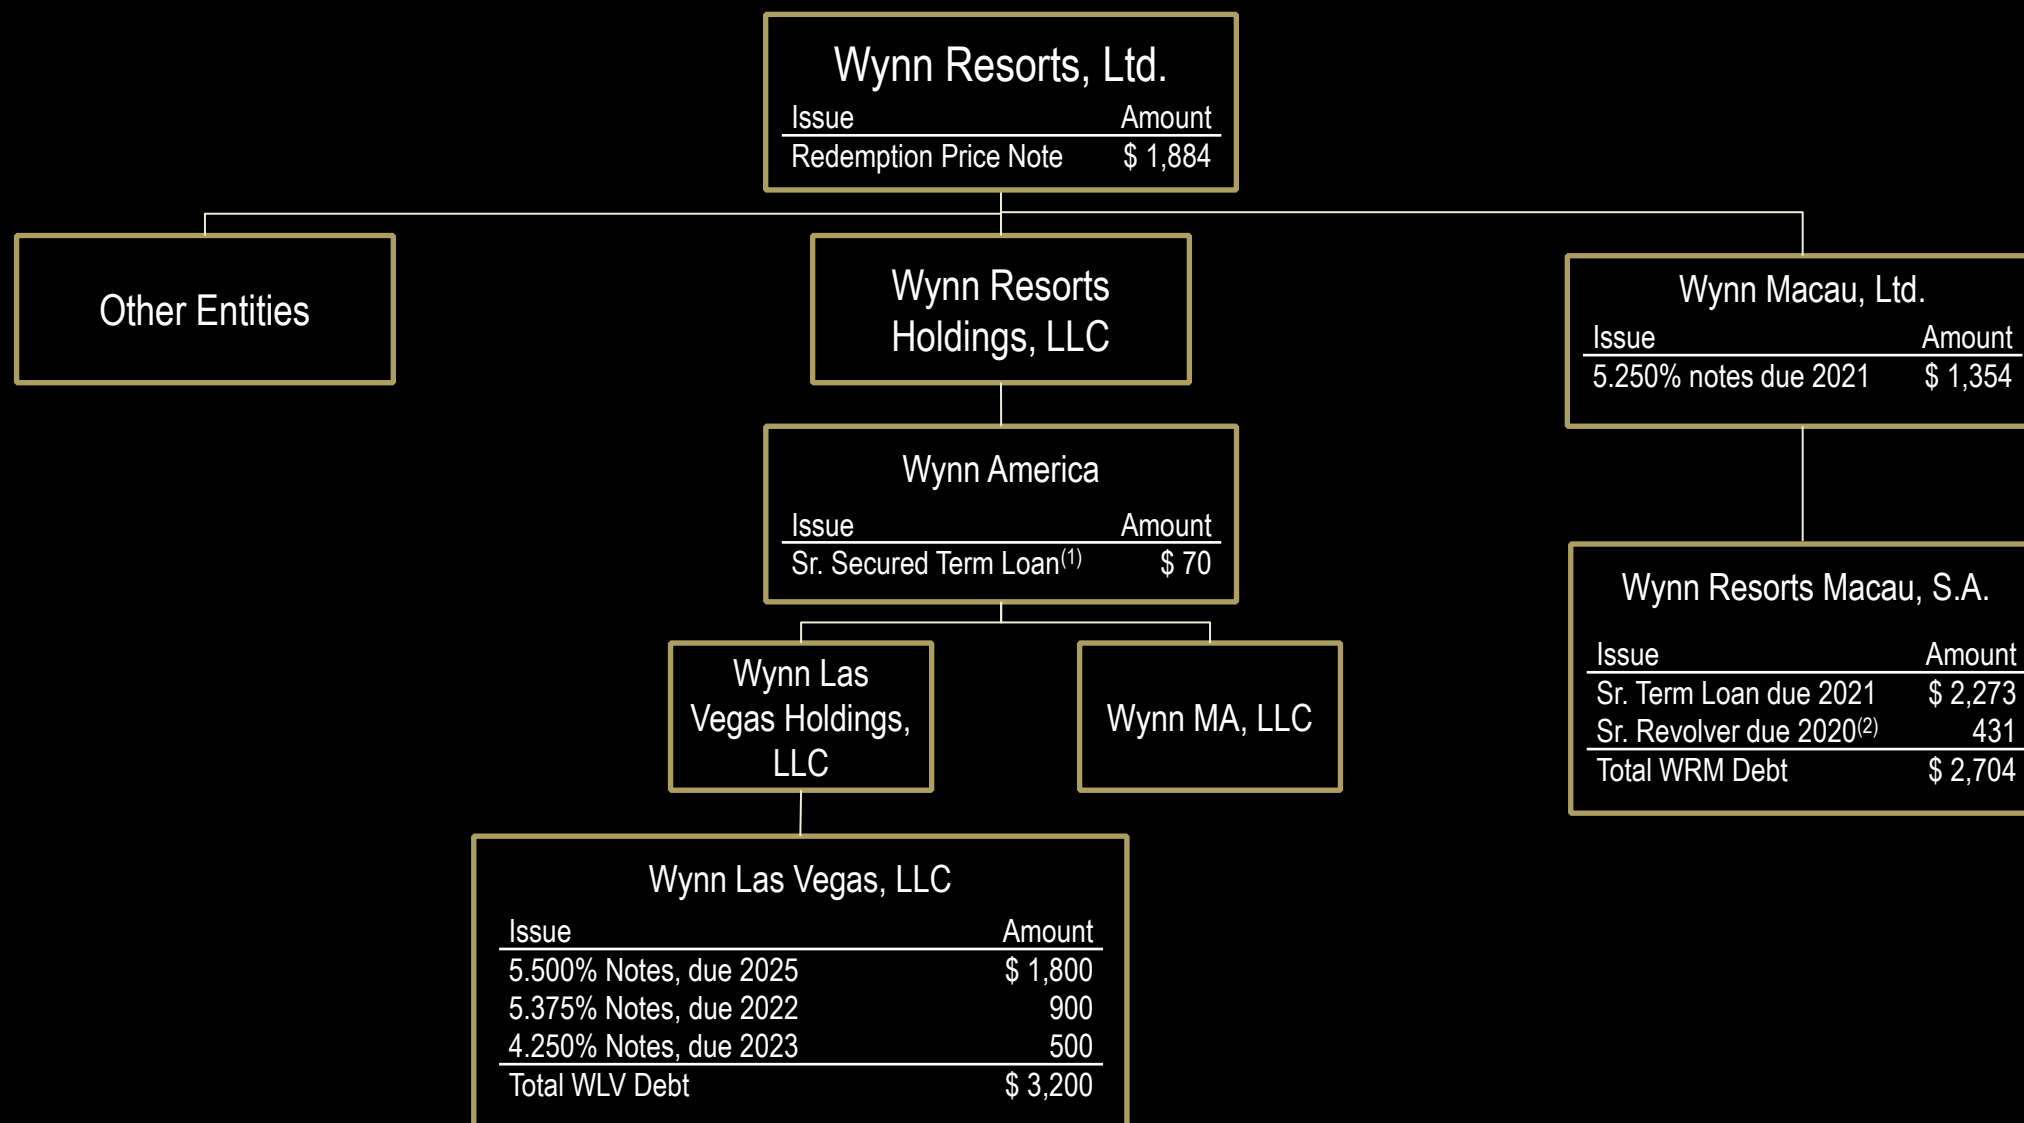 Wynn Resorts, Ltd.
Issue Amount
Redemption Price Note $ 1,884
Other Entities
Wynn Resorts
Holdings, LLC
Wynn Macau, Ltd.
Issue Amount
5.250% notes due 2021 $ 1,354
Wynn America
Issue Amount
Sr. Secured Term Loan(1) $ 70
Wynn Resorts Macau, S.A.
Issue Amount
Sr. Term Loan due 2021 $ 2,273
Sr. Revolver due 2020(2) 431
Total WRM Debt $ 2,704
Wynn Las
Vegas Holdings,
LLC
Wynn MA, LLC
Wynn Las Vegas, LLC
Issue Amount
5.500% Notes, due 2025 $ 1,800
5.375% Notes, due 2022 900
4.250% Notes, due 2023 500
Total WLV Debt $ 3,200